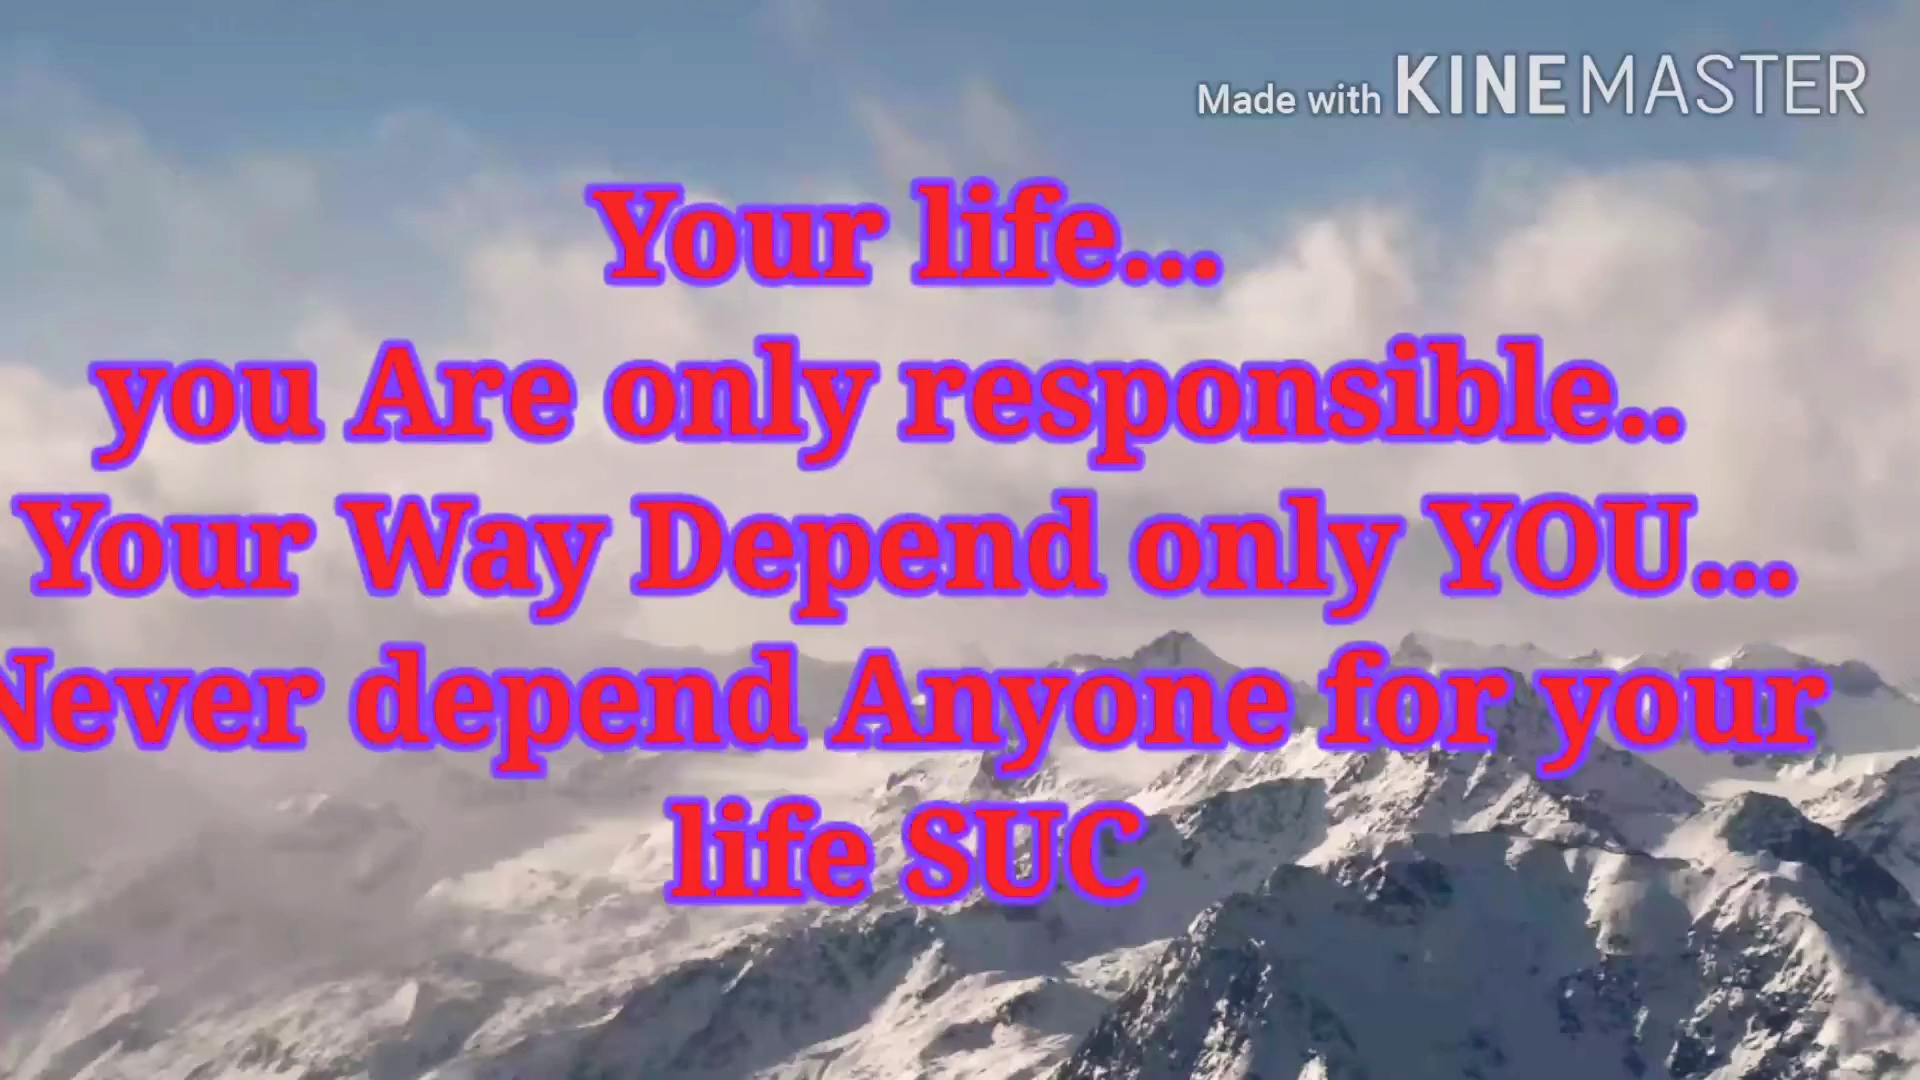 Made with KINEMASTER
Your life...
you Are only responsible..
Your Way Depend only YOU...
Never depend Anyone for your
life SUC